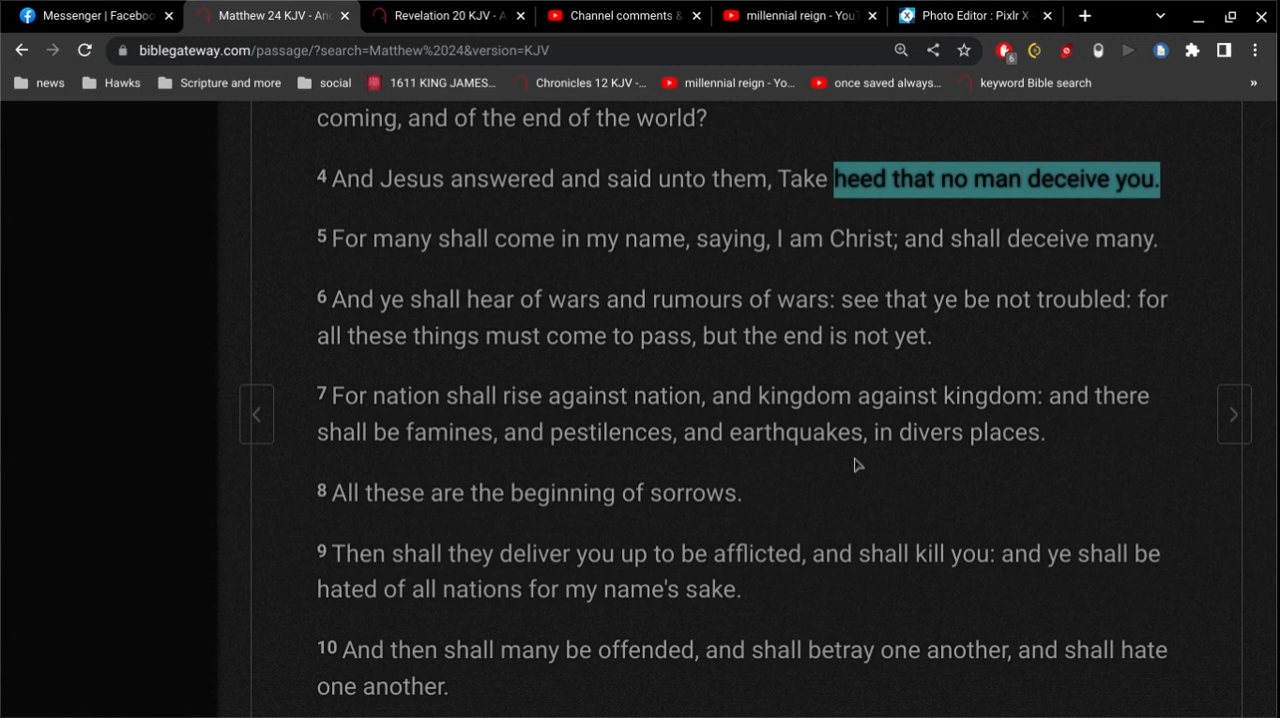 Messenger | Faceboo
Matthew 24 KJV - An
Revelation 20 KJV - A
Channel comments &
millennial reign - YouT
Photo Editor : Pixlr X
biblegateway.com/passage/?search=Matthew%2024&version=KJV
6
news
Hawks
Scripture and more
social
1611 KING JAMES...
Chronicles 12 KJV -...
millennial reign - Yo...
once saved always...
keyword Bible search
»
coming, and of the end of the world?
4 And Jesus answered and said unto them, Take heed that no man deceive you.
5 For many shall come in my name, saying, I am Christ; and shall deceive many.
6 And ye shall hear of wars and rumours of wars: see that ye be not troubled: for
all these things must come to pass, but the end is not yet.
7 For nation shall rise against nation, and kingdom against kingdom: and there
shall be famines, and pestilences, and earthquakes, in divers places.
8 All these are the beginning of sorrows.
9 Then shall they deliver you up to be afflicted, and shall kill you: and ye shall be
hated of all nations for my name's sake.
10 And then shall many be offended, and shall betray one another, and shall hate
one another.